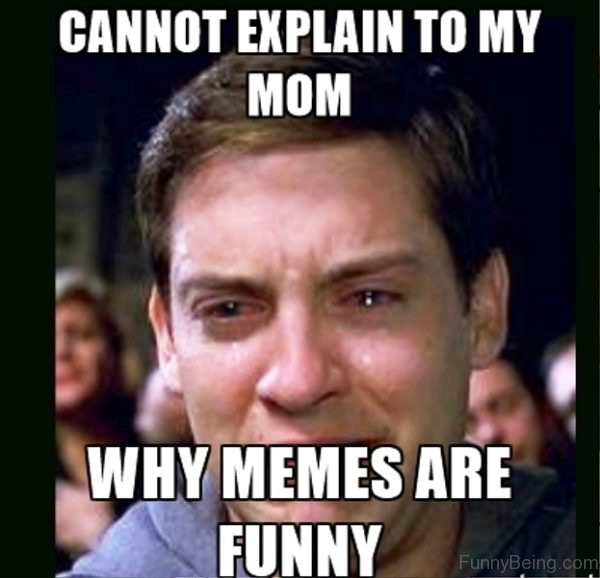 CANNOT EXPLAIN TO MY
MOM
WHY MEMES ARE
FUNNY
FunnyBeing.com